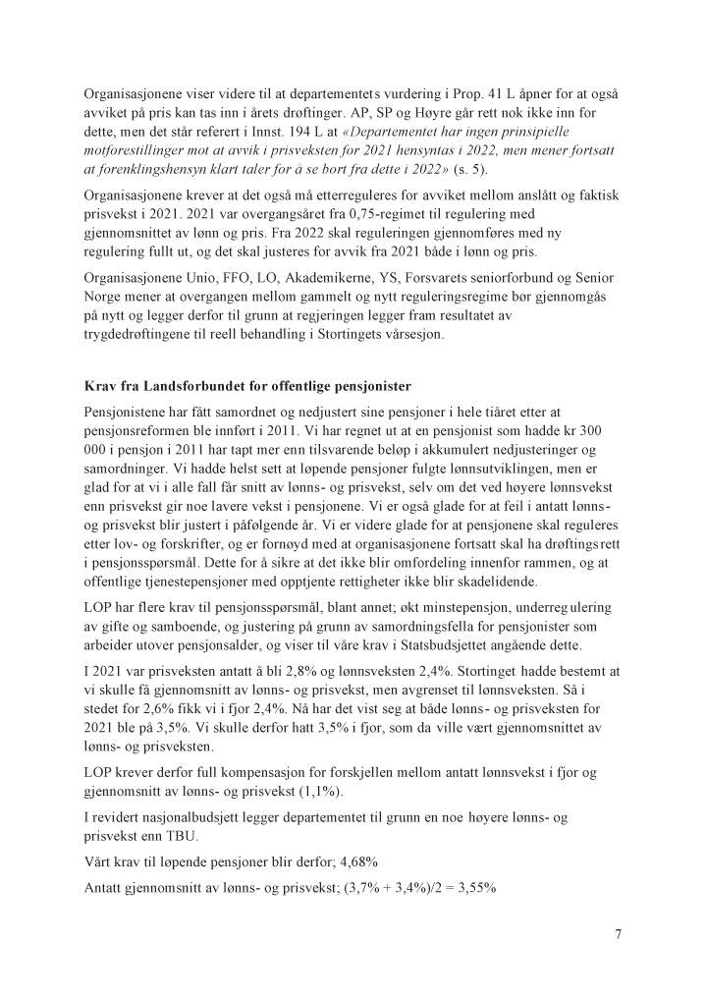 Organisasjonene viser videre til at departementets vurdering i Prop. 41 L åpner for at også
avviket på pris kan tas inn i årets drøftinger. AP, SP og Høyre går rett nok ikke inn for
dette, men det står referert i Innst. 194 L at «Departementet har ingen prinsipielle
motforestillinger mot at avvik i prisveksten for 2021 hensyntas i 2022, men mener fortsatt
at forenklingshensyn klart taler for å se bort fra dette i 2022» (s. 5).
Organisasjonene krever at det også må etterreguleres for avviket mellom anslått og faktisk
prisvekst i 2021. 2021 var overgangsåret fra 0,75-regimet til regulering med
gjennomsnittet av lønn og pris. Fra 2022 skal reguleringen gjennomføres med ny
regulering fullt ut, og det skal justeres for avvik fra 2021 både i lønn og pris.
Organisasjonene Unio, FFO, LO, Akademikerne, YS, Forsvarets seniorforbund og Senior
Norge mener at overgangen mellom gammelt og nytt reguleringsregime bør gjennomgås
på nytt og legger derfor til grunn at regjeringen legger fram resultatet av
trygdedrøftingene til reell behandling i Stortingets vårsesjon.
Krav fra Landsforbundet for offentlige pensjonister
Pensjonistene har fått samordnet og nedjustert sine pensjoner i hele tiåret etter at
pensjonsreformen ble innført i 2011. Vi har regnet ut at en pensjonist som hadde kr 300
000 i pensjon i 2011 har tapt mer enn tilsvarende beløp i akkumulert nedjusteringer og
samordninger. Vi hadde helst sett at løpende pensjoner fulgte lønnsutviklingen, men er
glad for at vi i alle fall får snitt av lønns- og prisvekst, selv om det ved høyere lønnsvekst
enn prisvekst gir noe lavere vekst i pensjonene. Vi er også glade for at feil i antatt lønns-
og prisvekst blir justert i påfølgende år. Vi er videre glade for at pensjonene skal reguleres
etter lov- og forskrifter, og er fornøyd med at organisasjonene fortsatt skal ha drøftingsrett
i pensjonsspørsmål. Dette for å sikre at det ikke blir omfordeling innenfor rammen, og at
offentlige tjenestepensjoner med opptjente rettigheter ikke blir skadelidende.
LOP har flere krav til pensjonsspørsmål, blant annet; økt minstepensjon, underregulering
av gifte og samboende, og justering på grunn av samordningsfella for pensjonister som
arbeider utover pensjonsalder, og viser til våre krav i Statsbudsjettet angående dette.
I 2021 var prisveksten antatt å bli 2,8% og lønnsveksten 2,4%. Stortinget hadde bestemt at
vi skulle få gjennomsnitt av lønns- og prisvekst, men avgrenset til lønnsveksten. Så i
stedet for 2,6% fikk vi i fjor 2,4%. Nå har det vist seg at både lønns- og prisveksten for
2021 ble på 3,5%. Vi skulle derfor hatt 3,5% i fjor, som da ville vært gjennomsnittet av
lønns- og prisveksten.
LOP krever derfor full kompensasjon for forskjellen mellom antatt lønnsvekst i fjor og
gjennomsnitt av lønns- og prisvekst (1,1%).
I revidert nasjonalbudsjett legger departementet til grunn en noe høyere lønns- og
prisvekst enn TBU.
Vårt krav til løpende pensjoner blir derfor; 4,68%
Antatt gjennomsnitt av lønns- og prisvekst; (3,7% + 3,4%)/2 = 3,55%
7